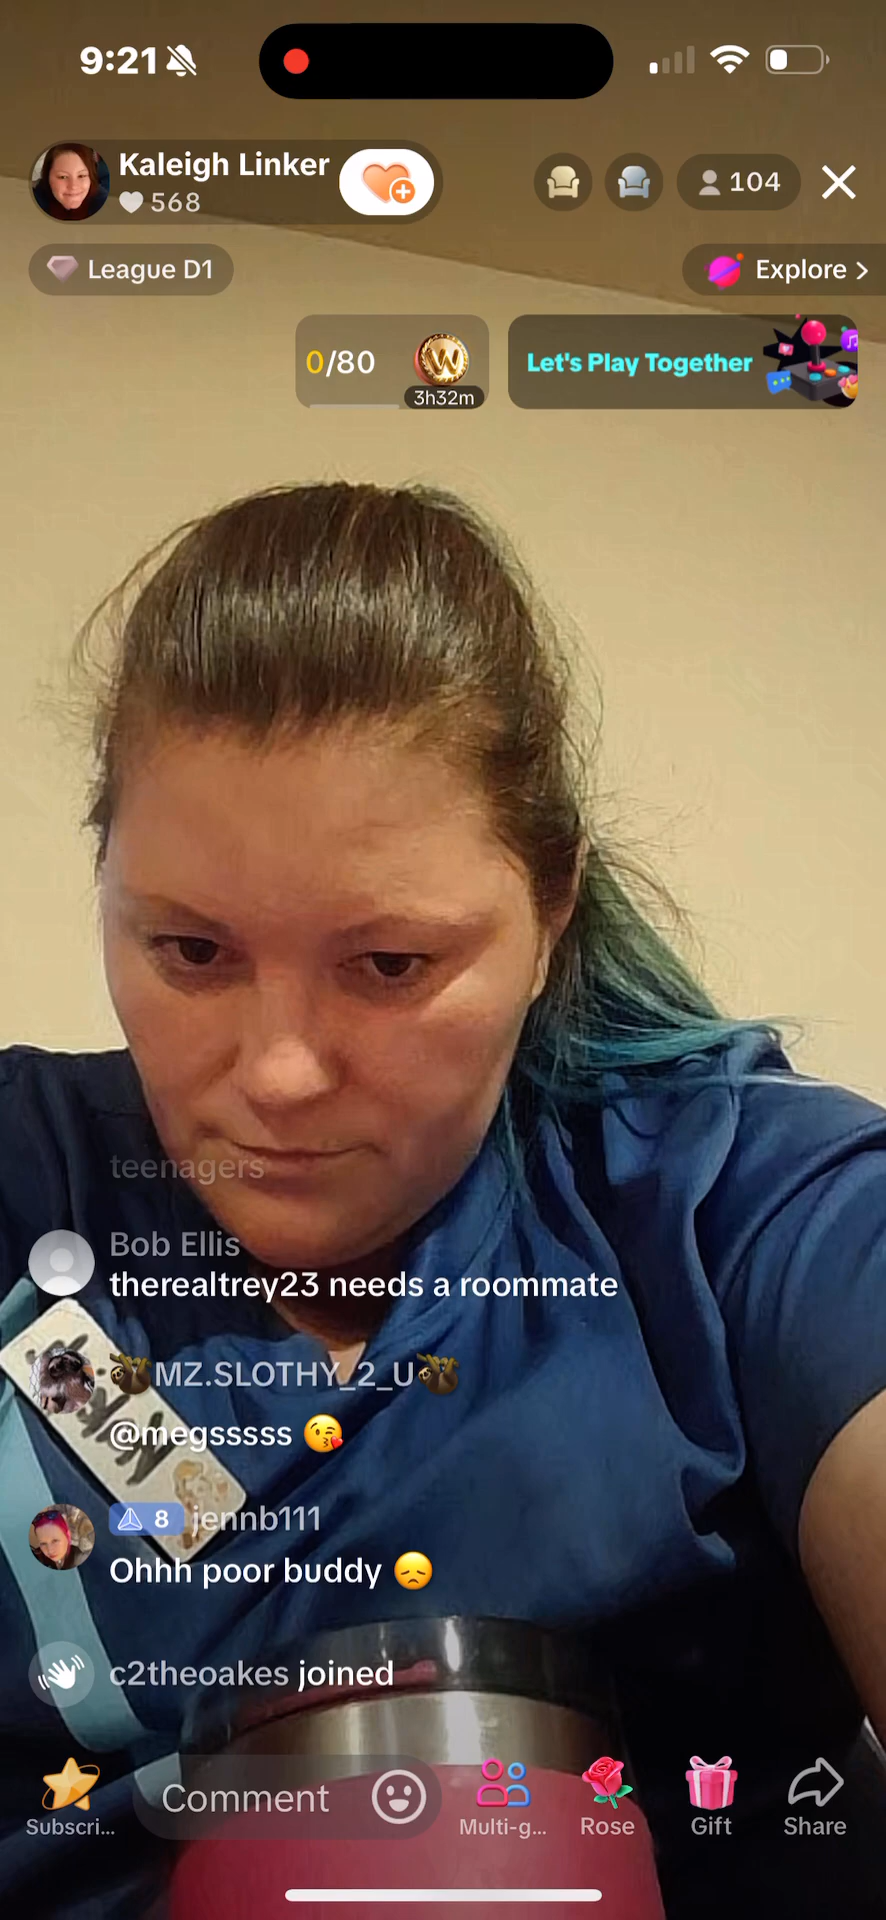 9:21
Kaleigh Linker
568
104
League D1
Explore >
0/80
3h32m
Let's Play Together
teenagers
Bob Ellis
therealtrey23 needs a roommate
MZ.SLOTHY_2_U
@megsssss 😘
8 jennb111
Ohhh poor buddy 😞
c2theoakes joined
Comment
Subscri...
Multi-g...
Rose
Gift
Share